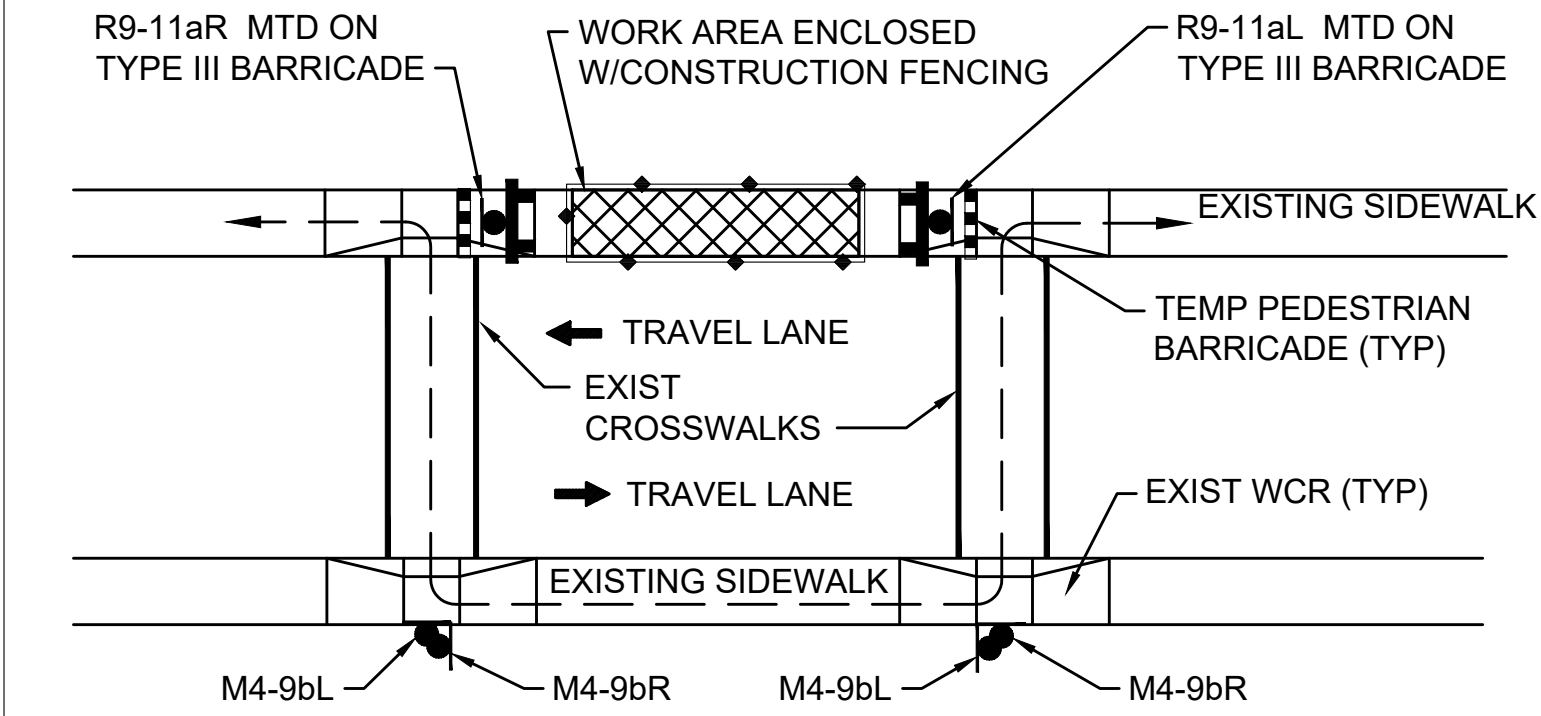 R9-11aR MTD ON
TYPE III BARRICADE
WORK AREA ENCLOSED
W/CONSTRUCTION FENCING
R9-11aL MTD ON
TYPE III BARRICADE
EXISTING SIDEWALK
TRAVEL LANE
TEMP PEDESTRIAN
BARRICADE (TYP)
EXIST
CROSSWALKS
TRAVEL LANE
EXIST WCR (TYP)
EXISTING SIDEWALK
M4-9bL
M4-9bR
M4-9bL
M4-9bR